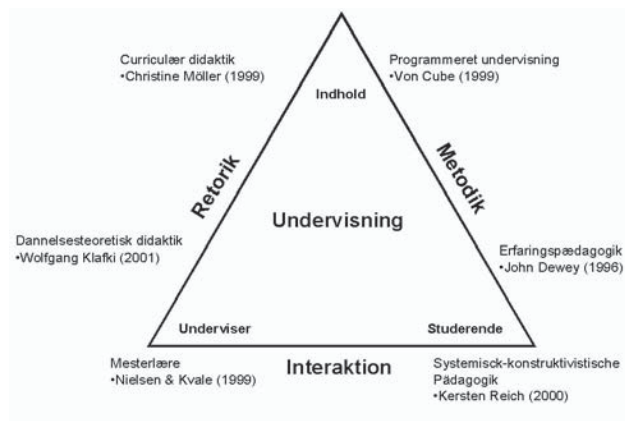 Curriculær didaktik
•Christine Möller (1999)
Programmeret undervisning
•Von Cube (1999)
Indhold
Retorik
Metodik
Undervisning
Dannelsesteoretisk didaktik
•Wolfgang Klafki (2001)
Erfaringspædagogik
•John Dewey (1996)
Underviser
Studerende
Mesterlære
•Nielsen & Kvale (1999)
Interaktion
Systemisck-konstruktivistische
Pädagogik
•Kersten Reich (2000)